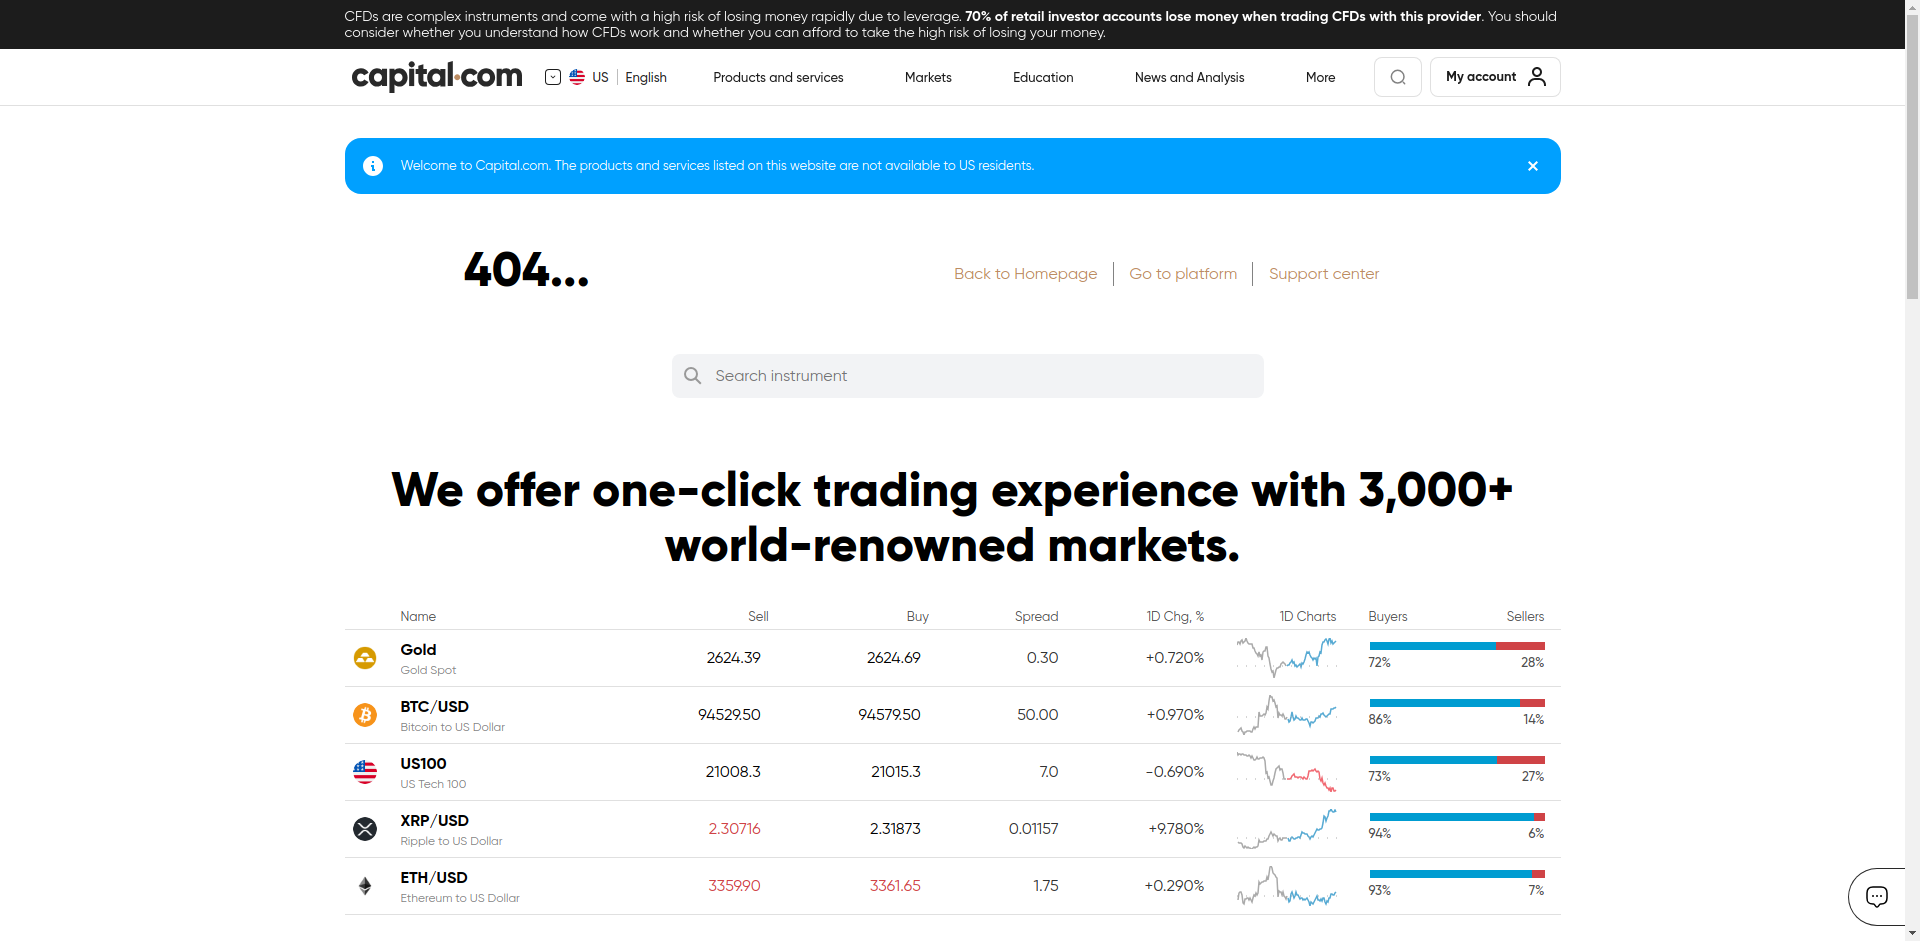 CFDs are complex instruments and come with a high risk of losing money rapidly due to leverage. 70% of retail investor accounts lose money when trading CFDs with this provider. You should
consider whether you understand how CFDs work and whether you can afford to take the high risk of losing your money.
capital.com US English Products and services Markets Education News and Analysis More My account
Welcome to Capital.com. The products and services listed on this website are not available to US residents.
404... Back to Homepage Go to platform Support center
Search instrument
We offer one-click trading experience with 3,000+
world-renowned markets.
Name Sell Buy Spread 1D Chg, % 1D Charts Buyers Sellers
Gold 2624.39 2624.69 0.30 +0.720% 72% 28%
Gold Spot
BTC/USD 94529.50 94579.50 50.00 +0.970% 86% 14%
Bitcoin to US Dollar
US100 21008.3 21015.3 7.0 -0.690% 73% 27%
US Tech 100
XRP/USD 2.30716 2.31873 0.01157 +9.780% 94% 6%
Ripple to US Dollar
ETH/USD 3359.90 3361.65 1.75 +0.290% 93% 7%
Ethereum to US Dollar